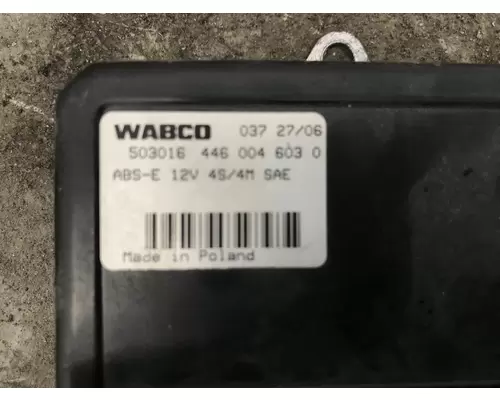 WABCO 037 27/06
503016 446 004 603 0
ABS-E 12V 4S/4M SAE
Made in Poland